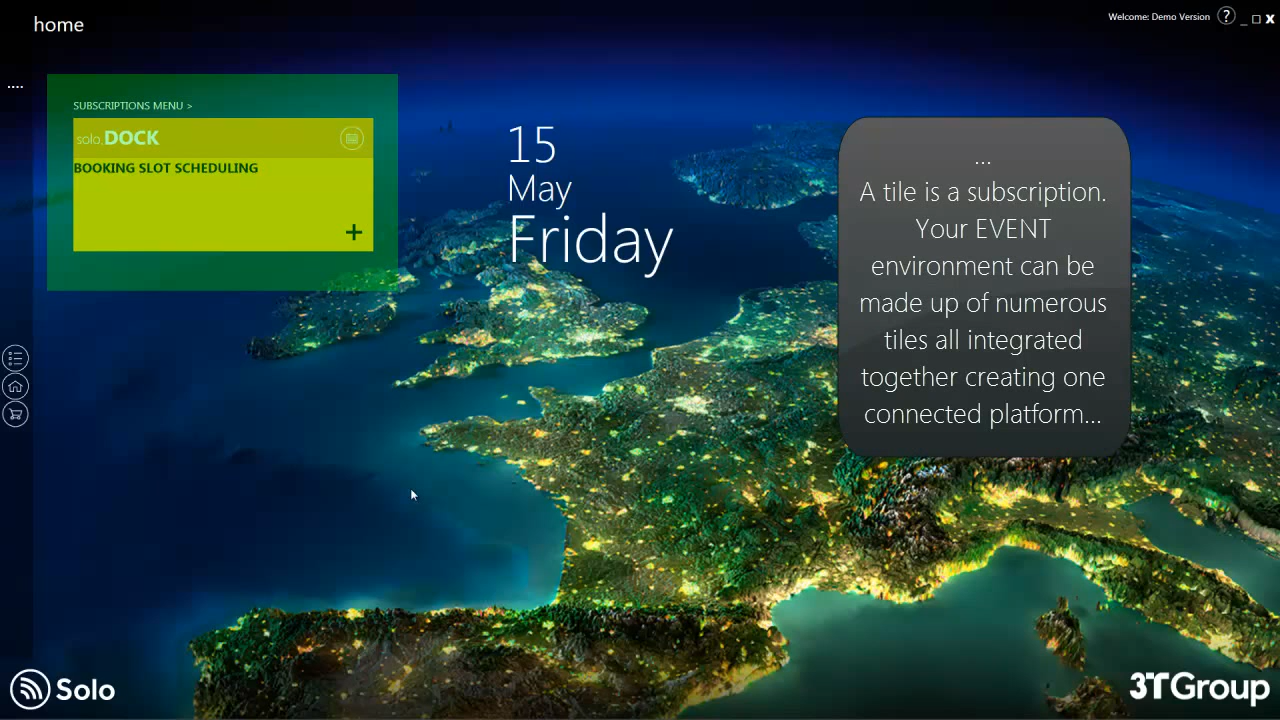 home
Welcome: Demo Version
?
_ □ X
....
SUBSCRIPTIONS MENU >
solo.DOCK
BOOKING SLOT SCHEDULING
+
15
May
Friday
...
A tile is a subscription.
Your EVENT
environment can be
made up of numerous
tiles all integrated
together creating one
connected platform...
Solo
3TGroup